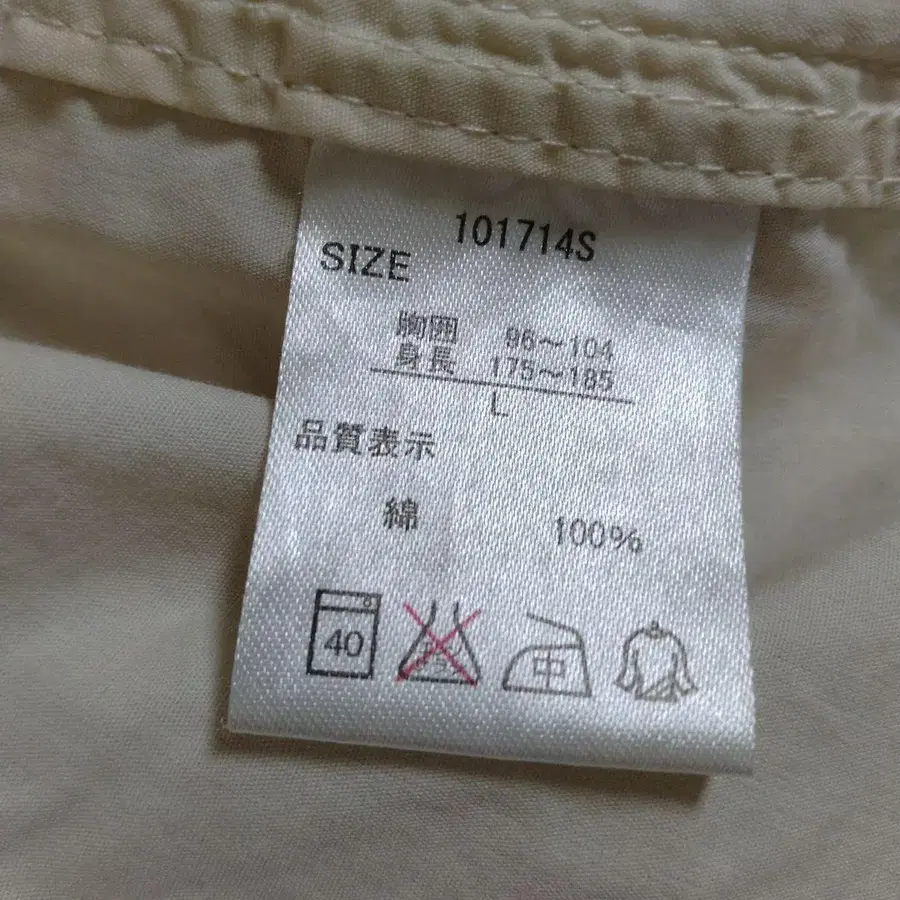 101714S
SIZE
胸囲 96～104
身長 175～185
L
品質表示
綿 100%
40 中